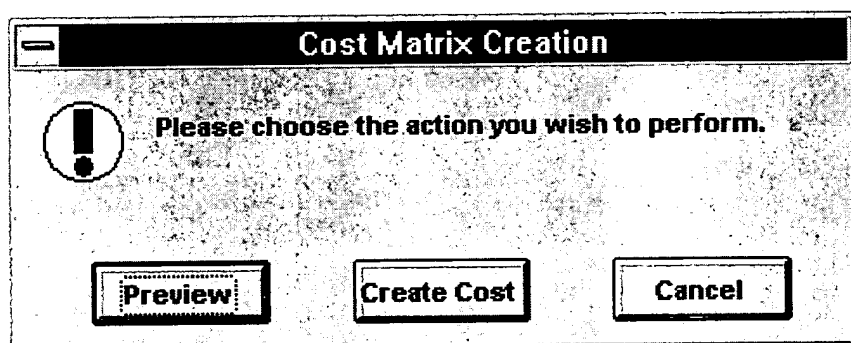 Cost Matrix Creation
Please choose the action you wish to perform.
Preview Create Cost Cancel